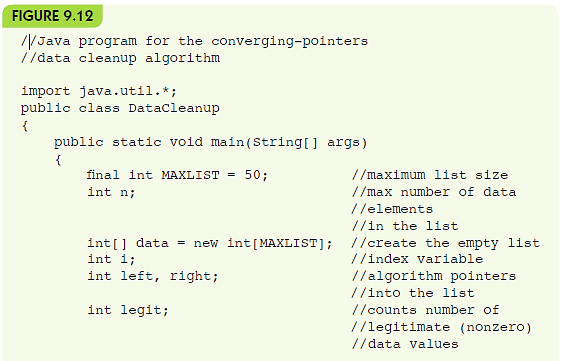 FIGURE 9.12
//Java program for the converging-pointers
//data cleanup algorithm
import java.util.*;
public class DataCleanup
{
public static void main(String[] args)
{
final int MAXLIST = 50; //maximum list size
int n; //max number of data
//elements
//in the list
int[] data = new int[MAXLIST]; //create the empty list
int i; //index variable
int left, right; //algorithm pointers
//into the list
int legit; //counts number of
//legitimate (nonzero)
//data values